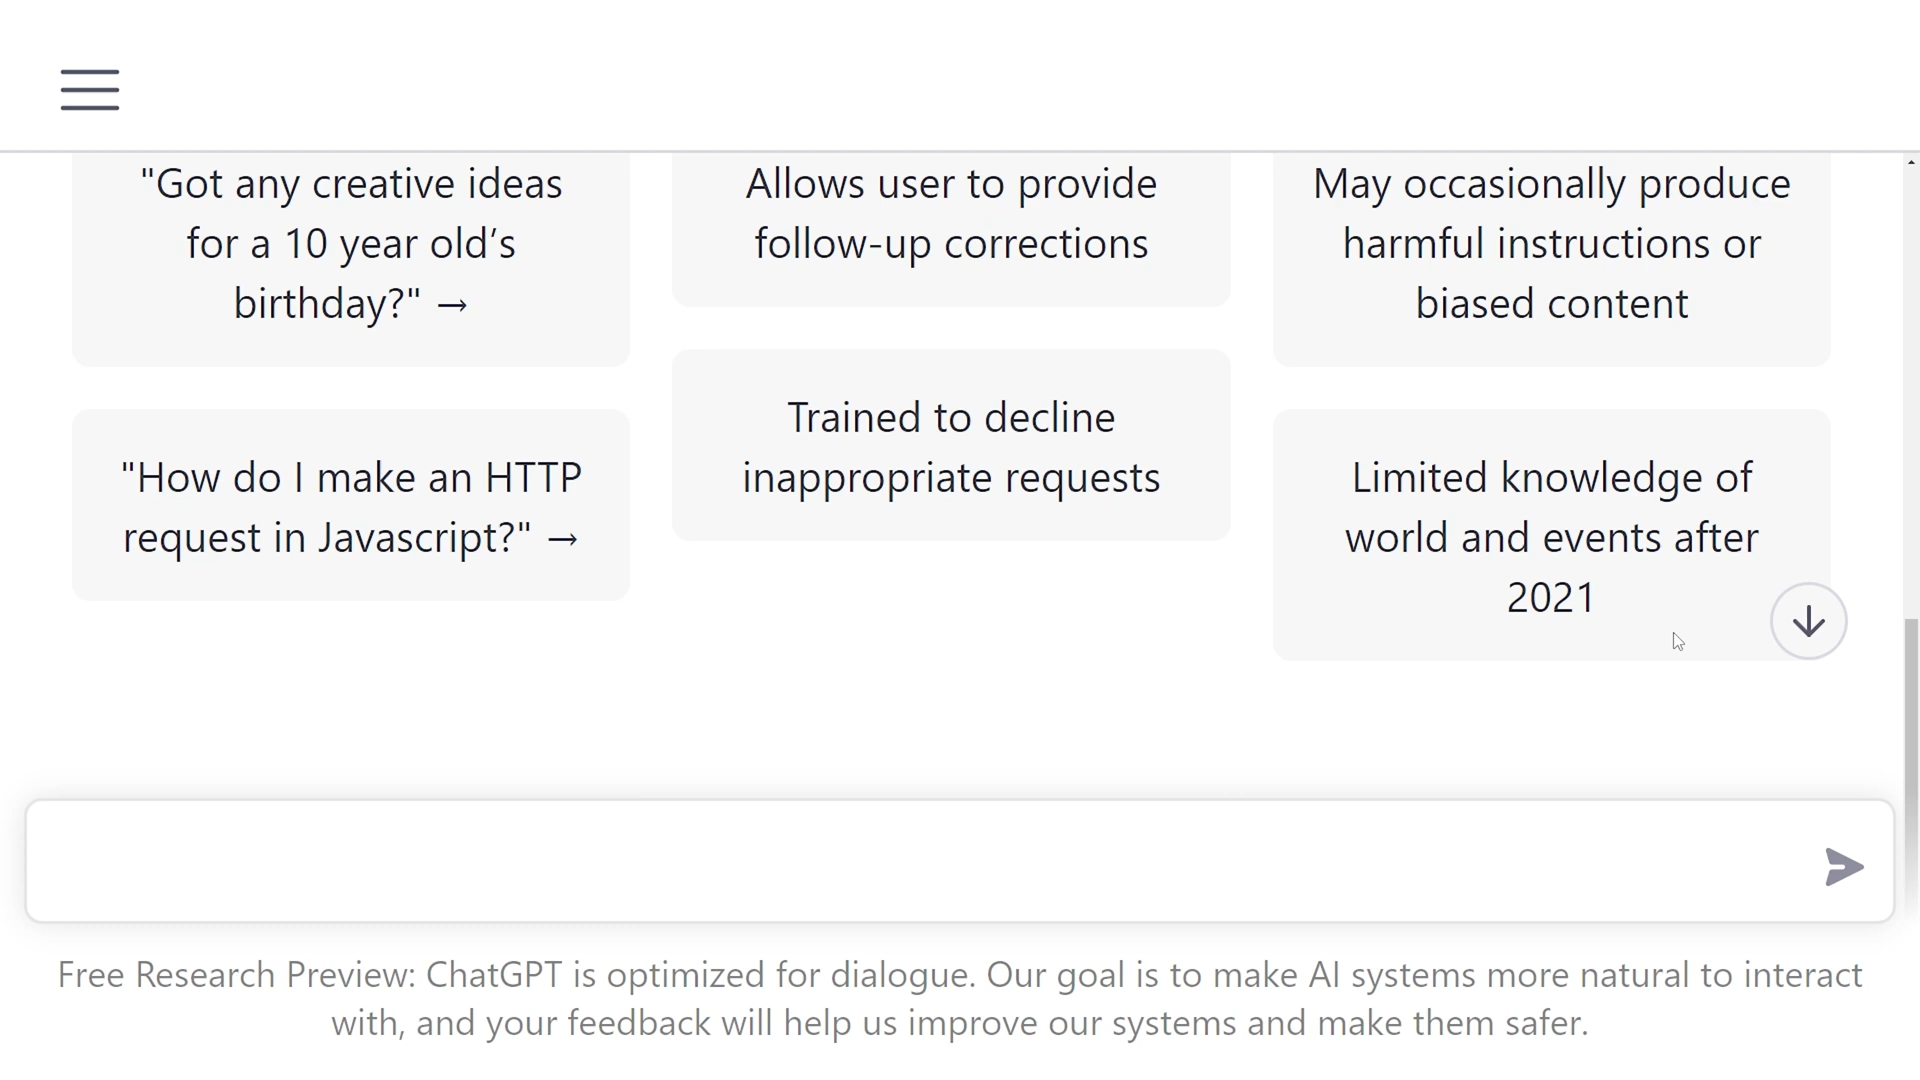 "Got any creative ideas
for a 10 year old’s
birthday?" →
"How do I make an HTTP
request in Javascript?" →
Allows user to provide
follow-up corrections
Trained to decline
inappropriate requests
May occasionally produce
harmful instructions or
biased content
Limited knowledge of
world and events after
2021
Free Research Preview: ChatGPT is optimized for dialogue. Our goal is to make AI systems more natural to interact
with, and your feedback will help us improve our systems and make them safer.